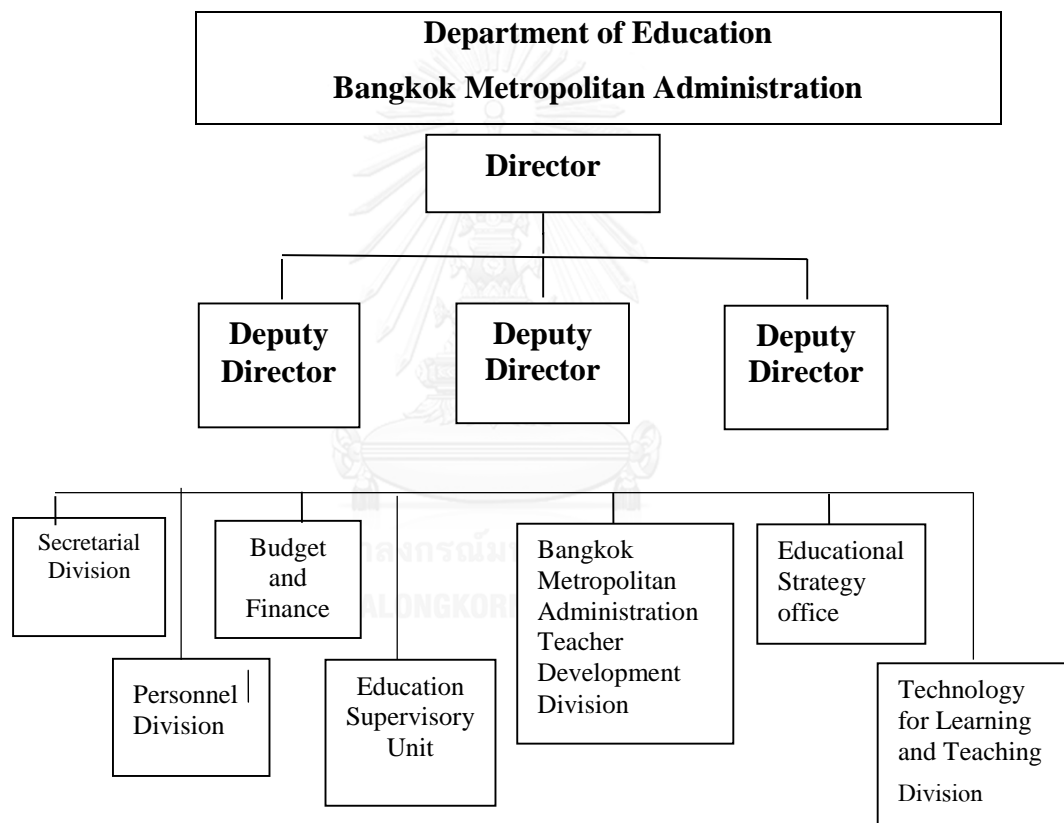 Department of Education
Bangkok Metropolitan Administration
Director
Deputy
Director
Deputy
Director
Deputy
Director
Secretarial
Division
Budget
and
Finance
Bangkok
Metropolitan
Administration
Teacher
Development
Division
Educational
Strategy
office
Personnel
Division
Education
Supervisory
Unit
Technology
for Learning
and Teaching
Division